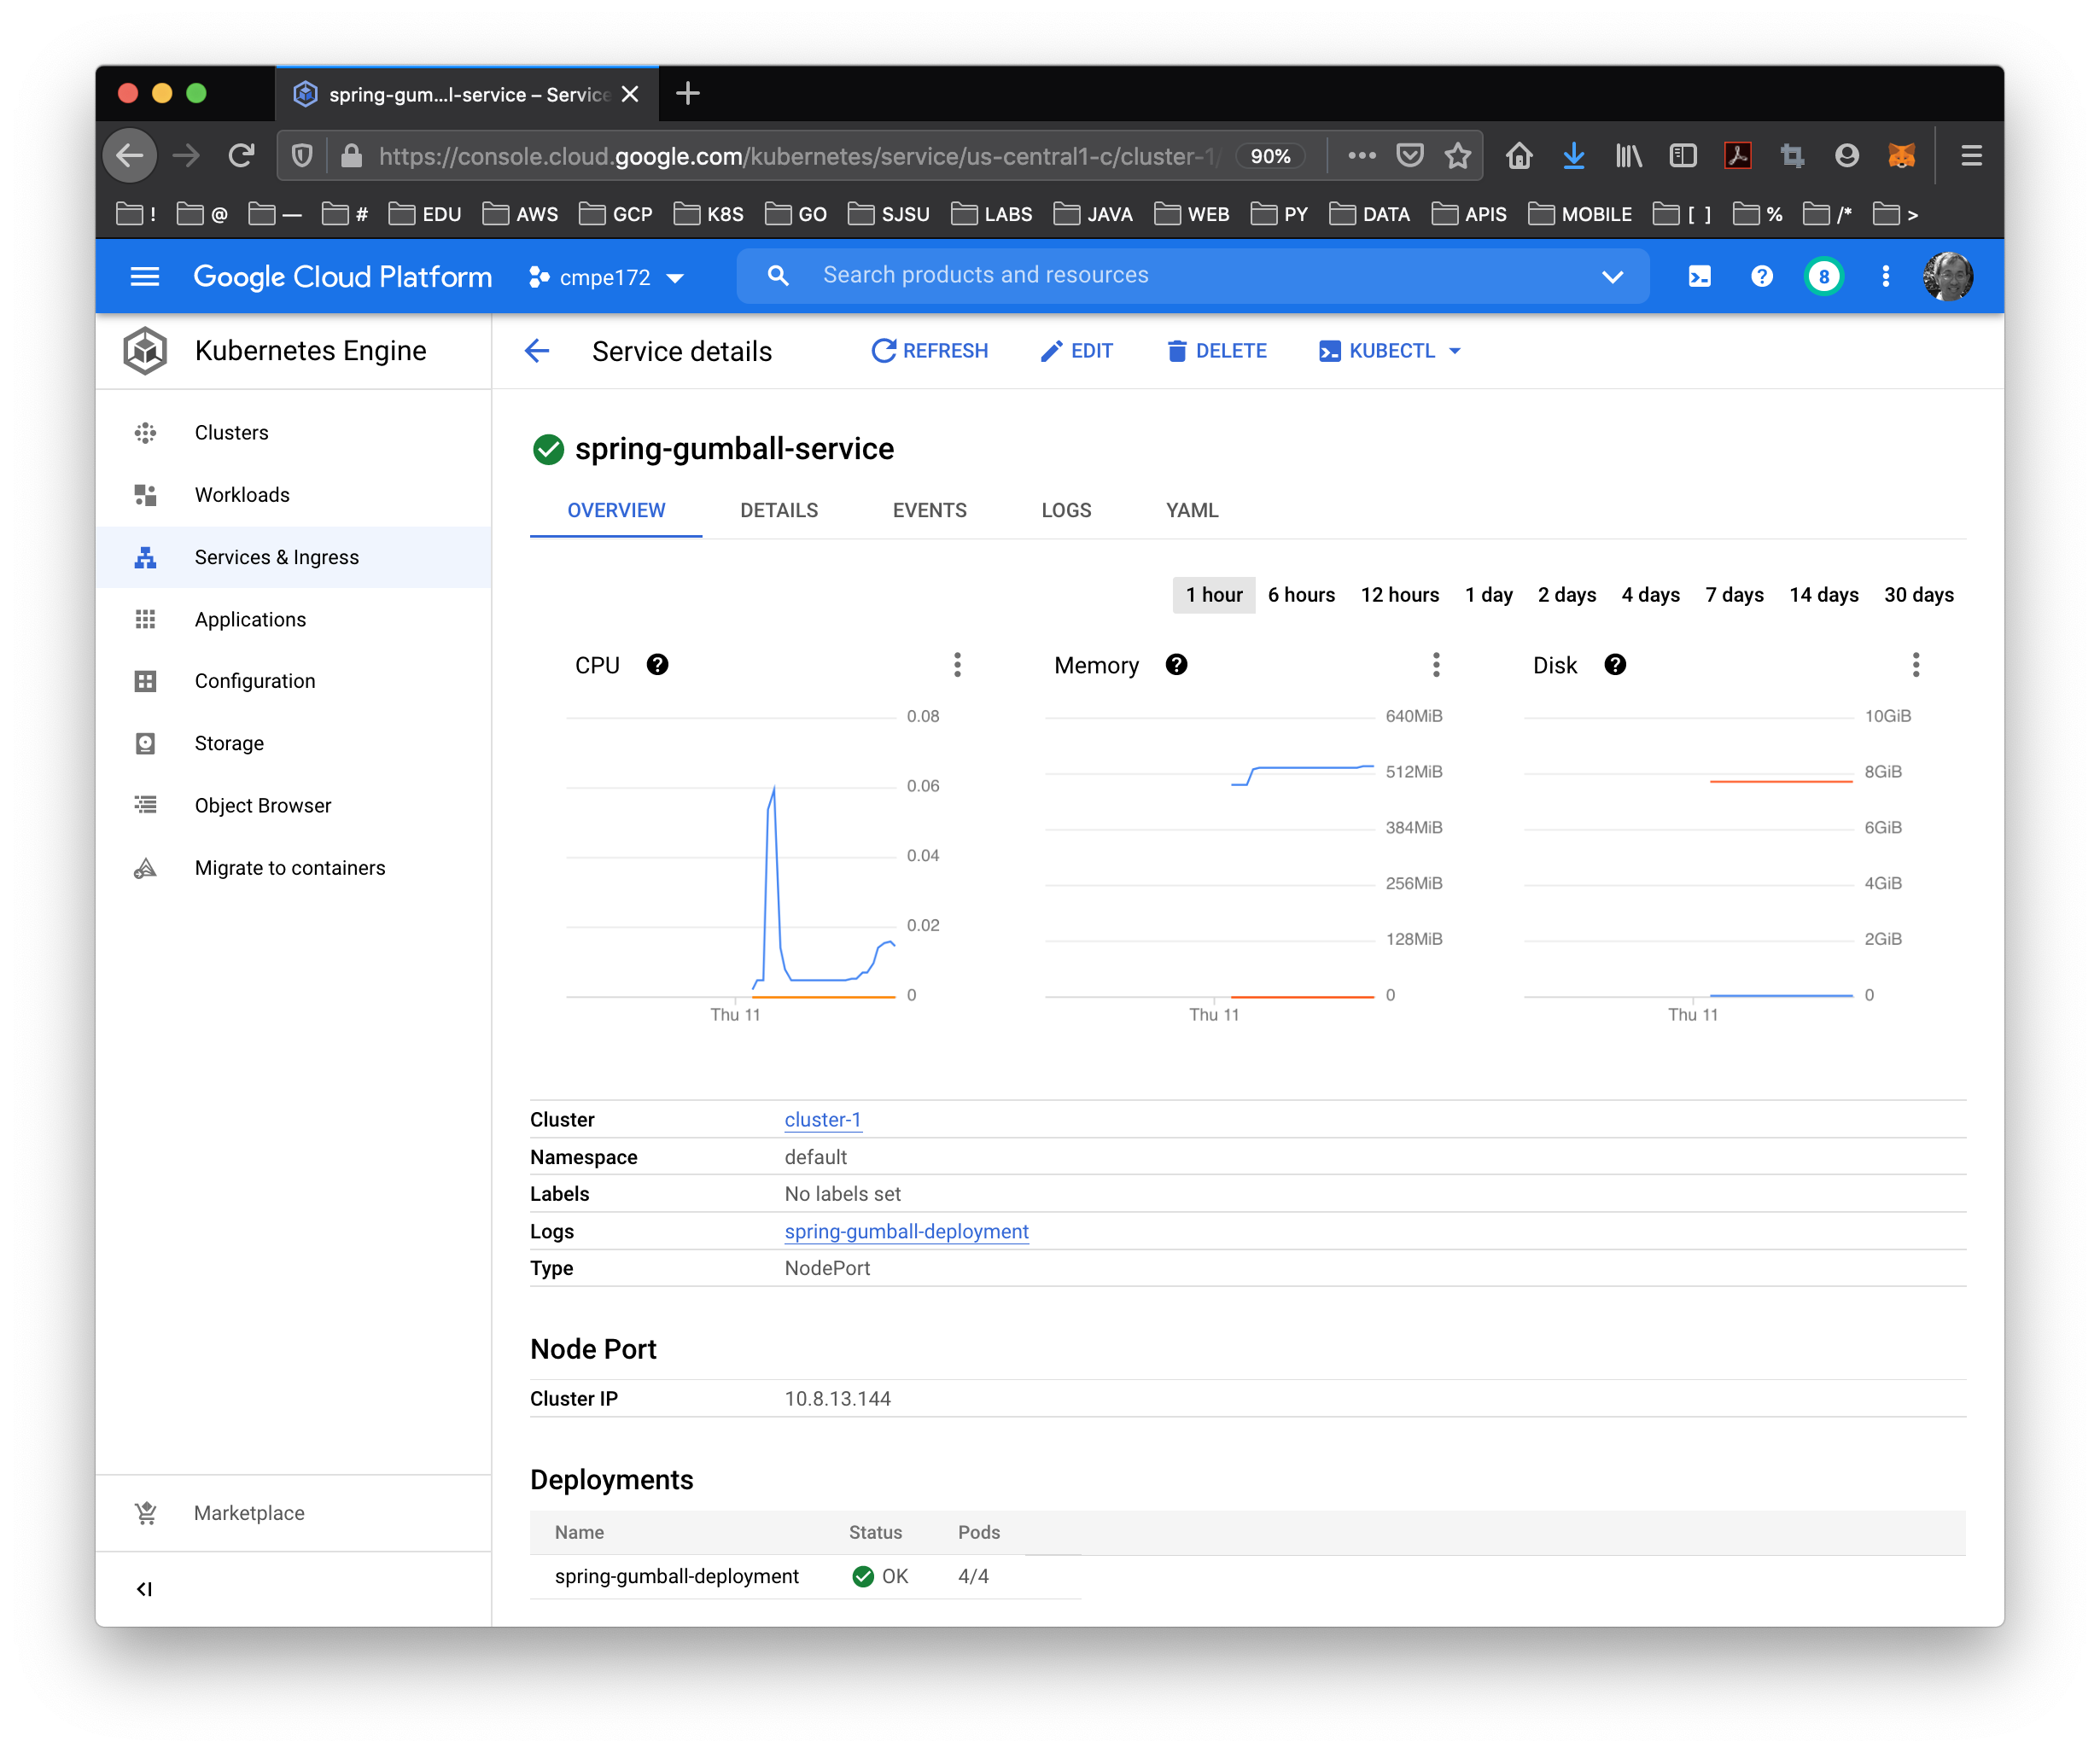 spring-gum...l-service – Service
https://console.cloud.google.com/kubernetes/service/us-central1-c/cluster-1/ 90%
! @ — # EDU AWS GCP K8S GO SJSU LABS JAVA WEB PY DATA APIS MOBILE [ ] % /* >
Google Cloud Platform cmpe172 Search products and resources 8
Kubernetes Engine
Service details REFRESH EDIT DELETE KUBECTL
Clusters
Workloads
Services & Ingress
Applications
Configuration
Storage
Object Browser
Migrate to containers
Marketplace
spring-gumball-service
OVERVIEW DETAILS EVENTS LOGS YAML
1 hour 6 hours 12 hours 1 day 2 days 4 days 7 days 14 days 30 days
CPU
0.08
0.06
0.04
0.02
0
Thu 11
Memory
640MiB
512MiB
384MiB
256MiB
128MiB
0
Thu 11
Disk
10GiB
8GiB
6GiB
4GiB
2GiB
0
Thu 11
Cluster cluster-1
Namespace default
Labels No labels set
Logs spring-gumball-deployment
Type NodePort
Node Port
Cluster IP 10.8.13.144
Deployments
Name Status Pods
spring-gumball-deployment OK 4/4